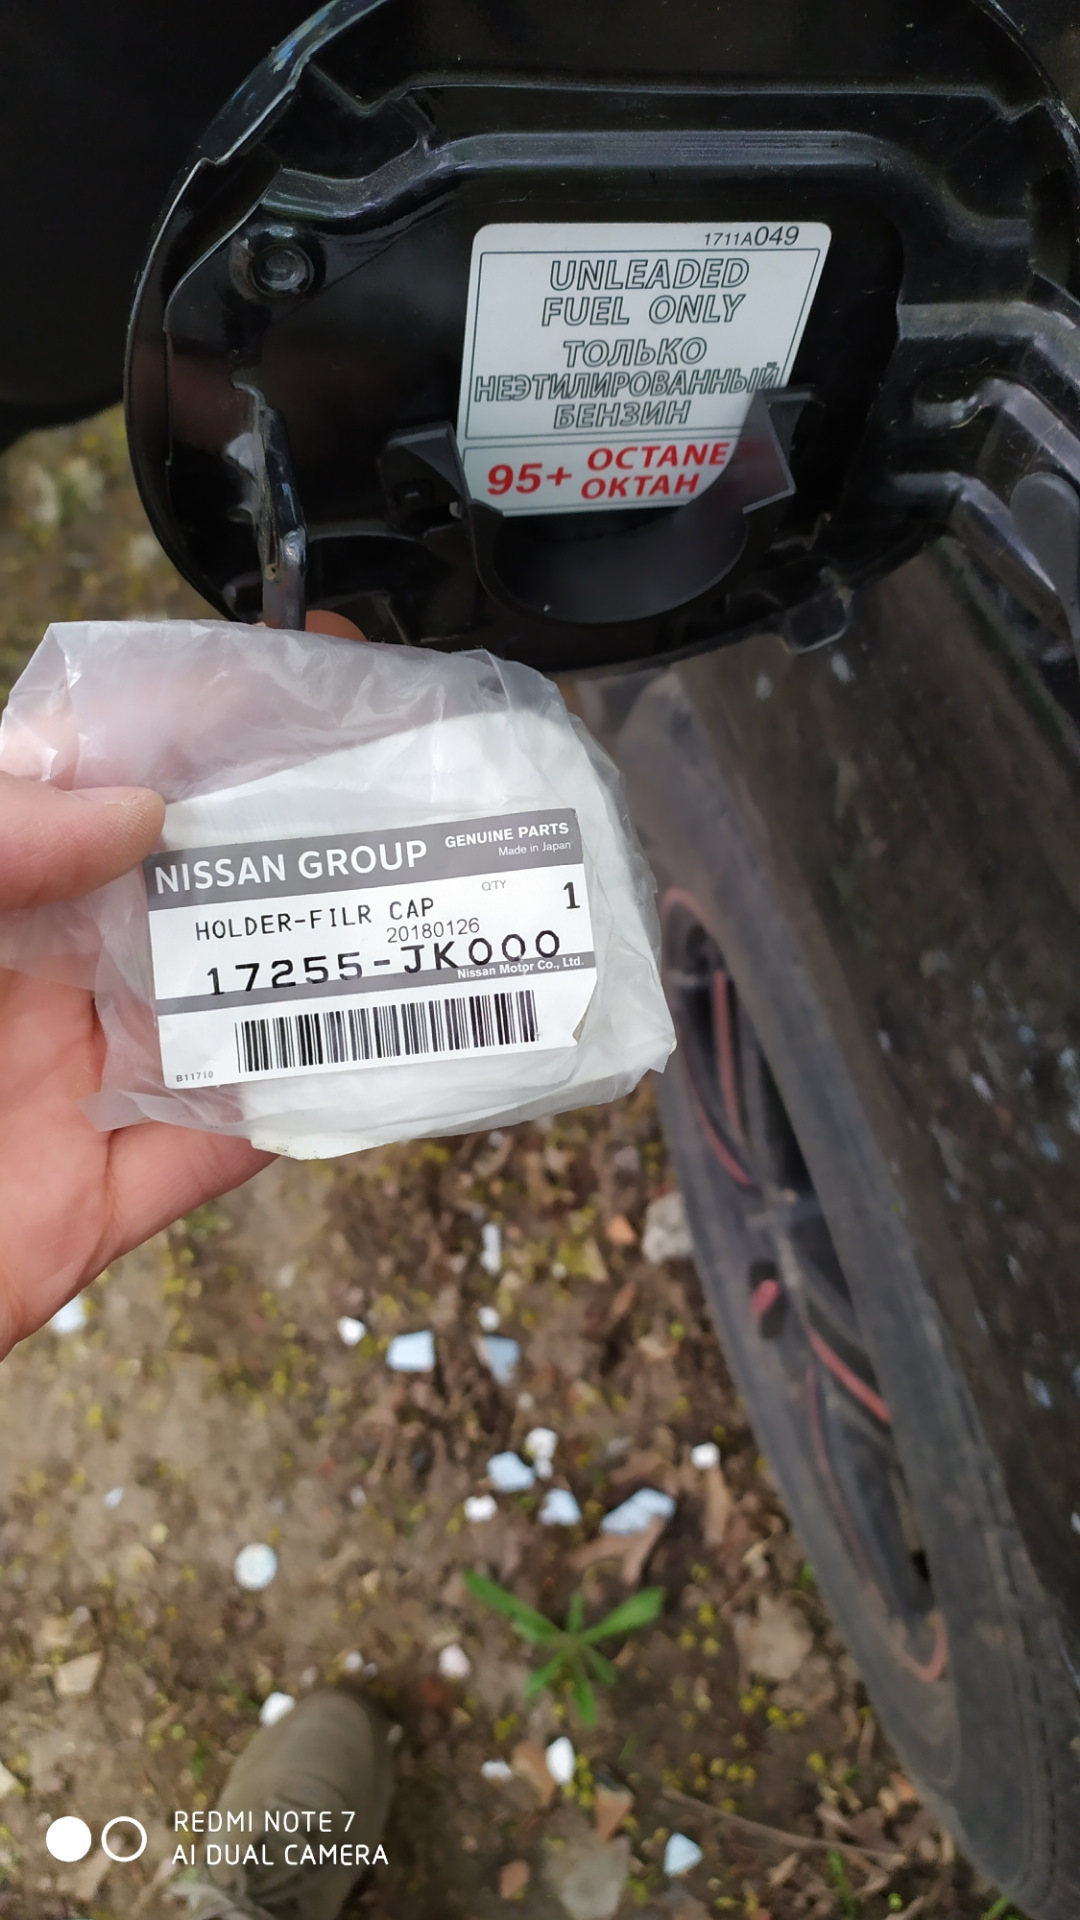 1711A049
UNLEADED
FUEL ONLY
ТОЛЬКО
НЕЭТИЛИРОВАННЫЙ
БЕНЗИН
95+ OCTANE
ОКТАН
NISSAN GROUP GENUINE PARTS
Made in Japan
Q'TY
HOLDER-FILR CAP 1
20180126
17255-JK000
Nissan Motor Co., Ltd.
B11710
REDMI NOTE 7
AI DUAL CAMERA